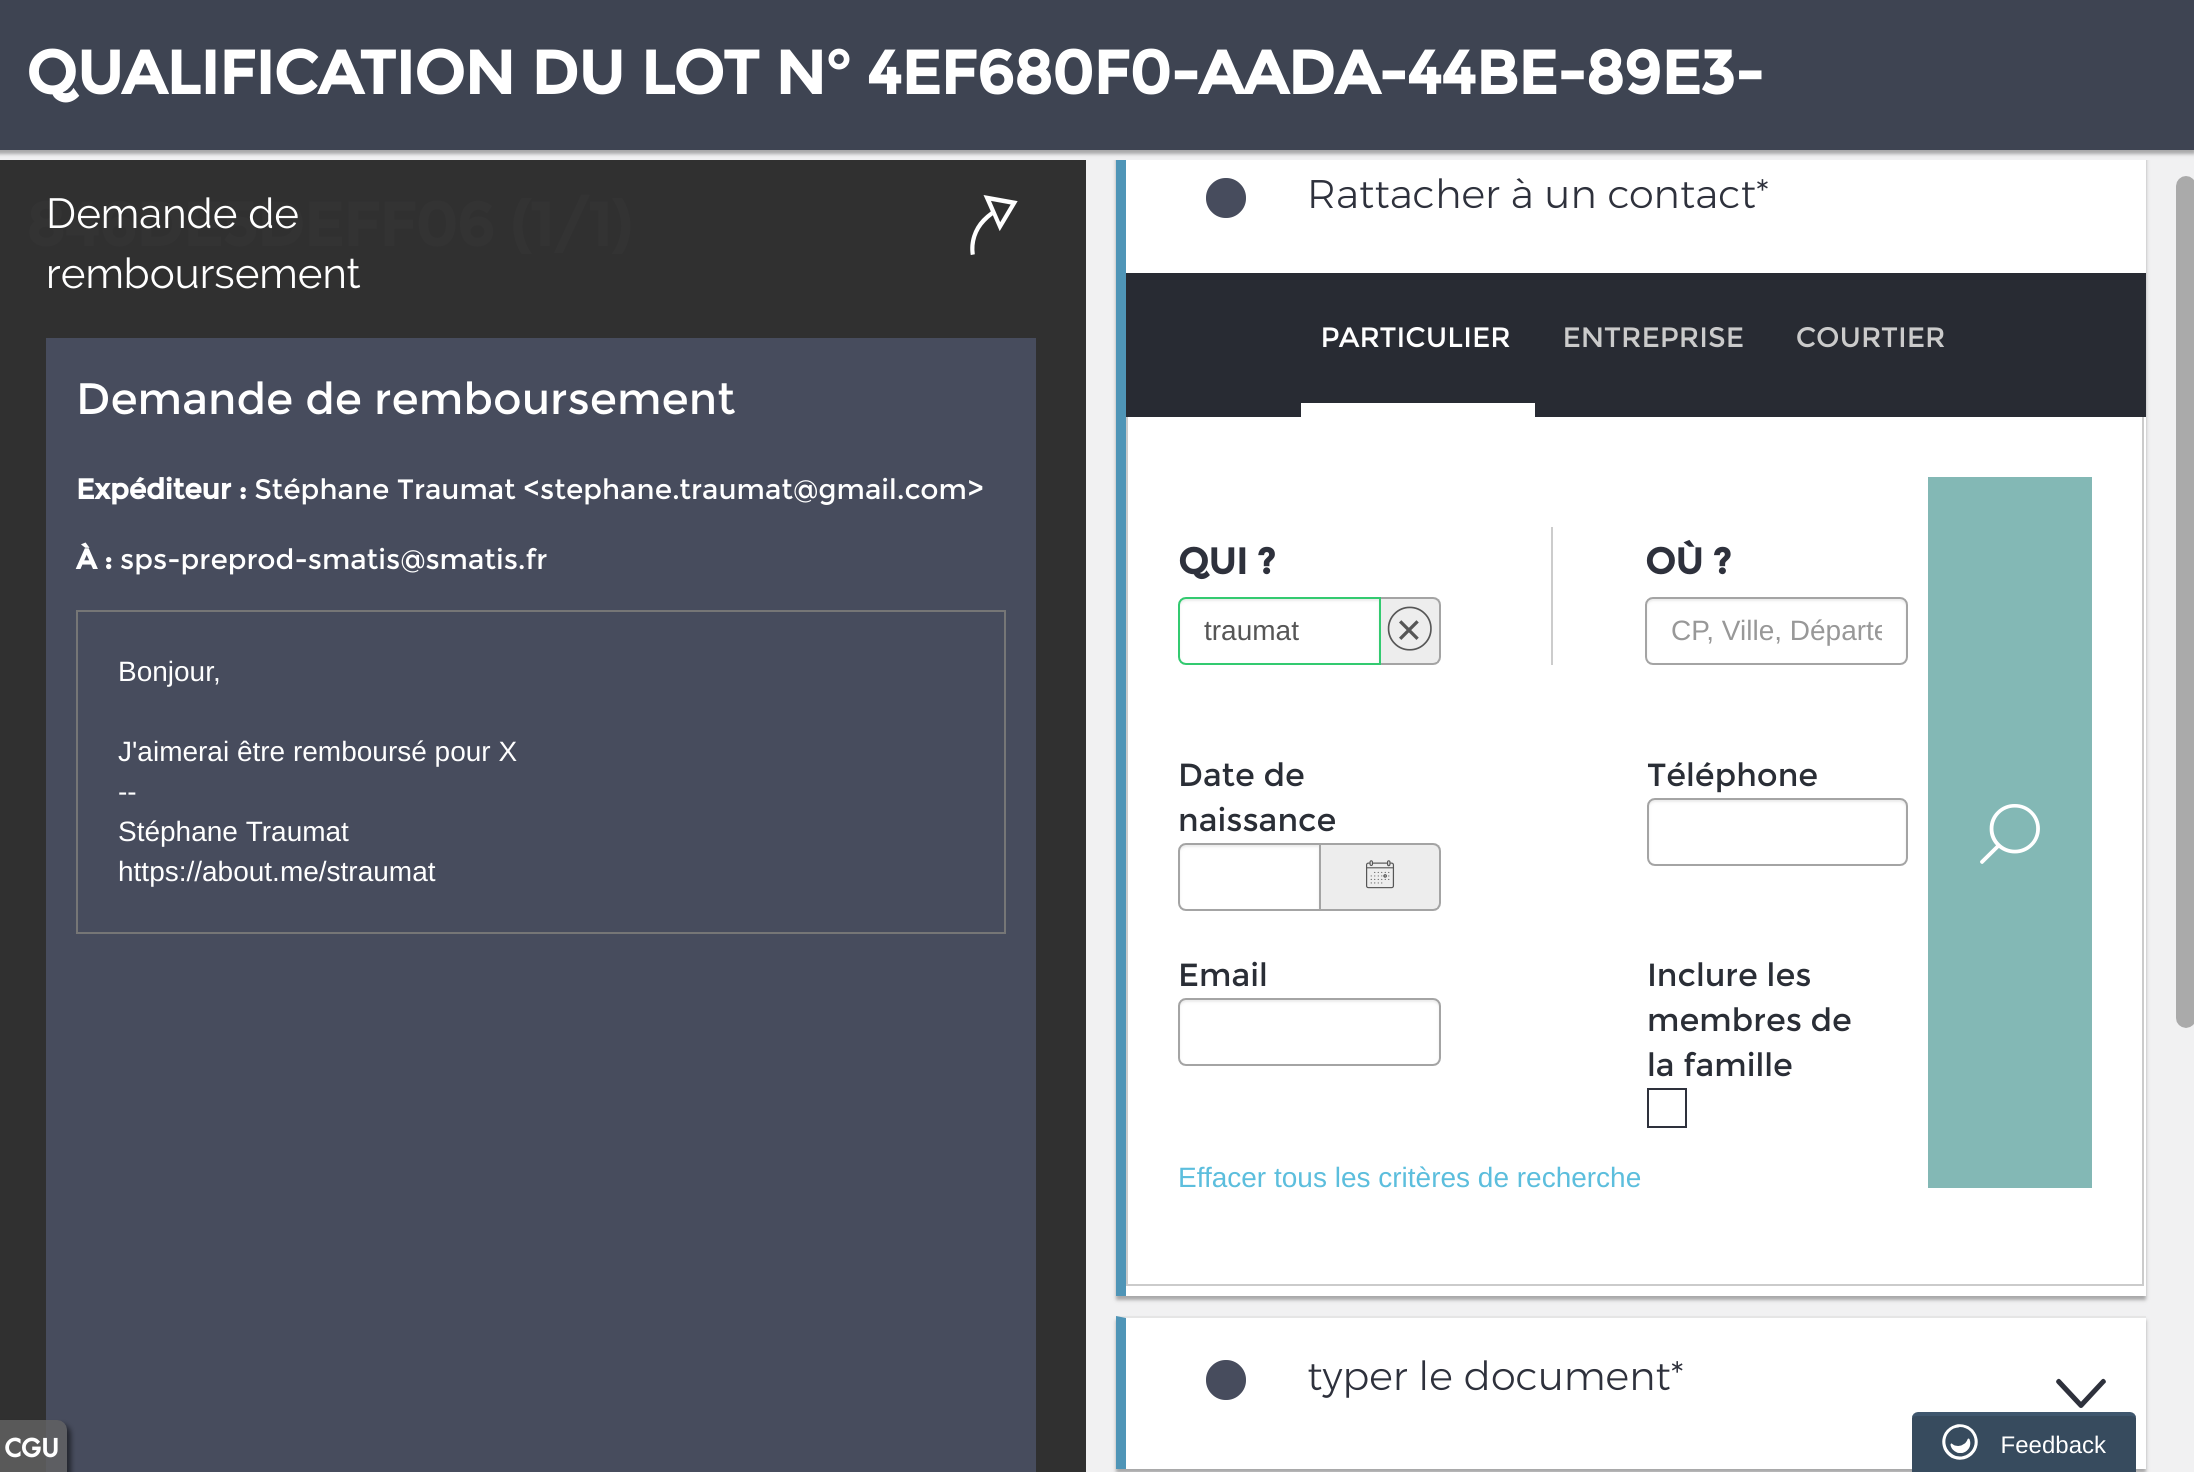 QUALIFICATION DU LOT N° 4EF680F0-AADA-44BE-89E3-
Demande de
remboursement
EFF06 (1/1)
Demande de remboursement
Expéditeur : Stéphane Traumat <stephane.traumat@gmail.com>
À : sps-preprod-smatis@smatis.fr
Bonjour,
J'aimerai être remboursé pour X
--
Stéphane Traumat
https://about.me/straumat
CGU
Rattacher à un contact*
PARTICULIER ENTREPRISE COURTIER
QUI ?
traumat
OÙ ?
CP, Ville, Départe
Date de
naissance
Téléphone
Email
Inclure les
membres de
la famille
Effacer tous les critères de recherche
typer le document*
Feedback